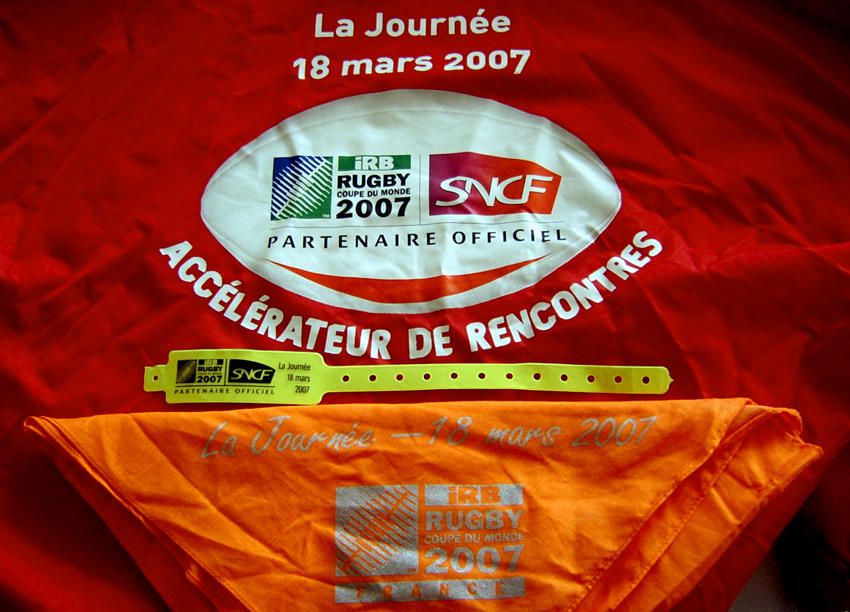 La Journée
18 mars 2007
iRB
RUGBY
COUPE DU MONDE
2007
TM
SNCF
PARTENAIRE OFFICIEL
ACCÉLÉRATEUR DE RENCONTRES
iRB
RUGBY
COUPE DU MONDE
2007
SNCF
PARTENAIRE OFFICIEL
La Journée
18 mars
2007
La Journée — 18 mars 2007
iRB
RUGBY
COUPE DU MONDE
2007
TM
FRANCE